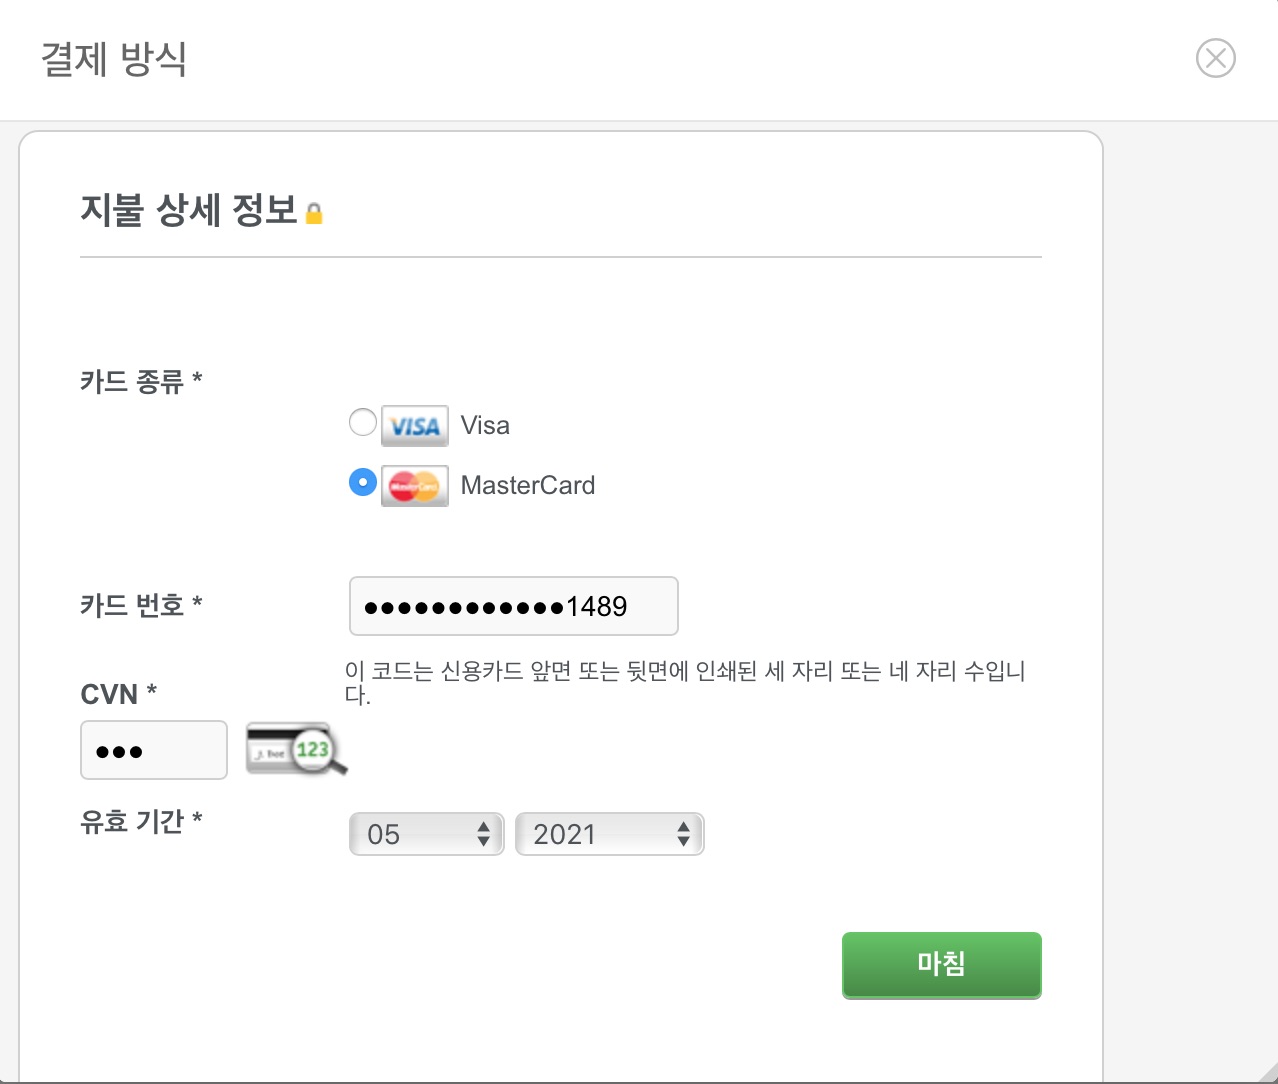 결제 방식
지불 상세 정보
카드 종류 *
VISA Visa
MasterCard MasterCard
카드 번호 * ●●●●●●●●●●●●1489
이 코드는 신용카드 앞면 또는 뒷면에 인쇄된 세 자리 또는 네 자리 수입니
다.
CVN *
●●● 123
유효 기간 * 05 2021
마침